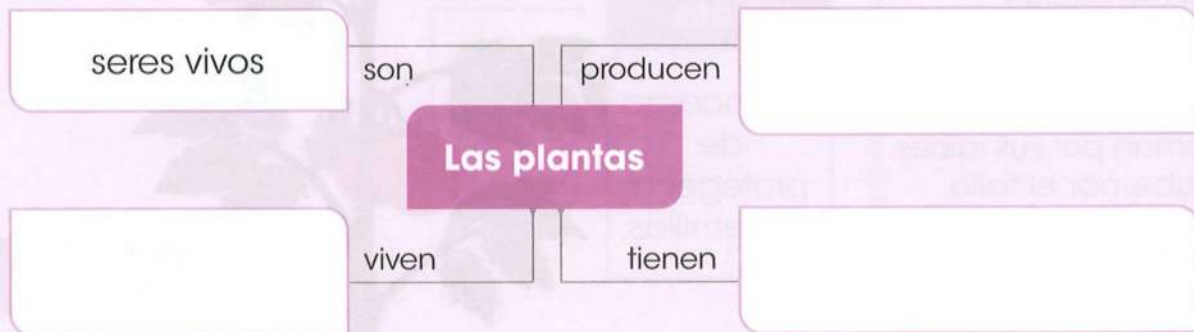 seres vivos
son
producen
Las plantas
viven
tienen